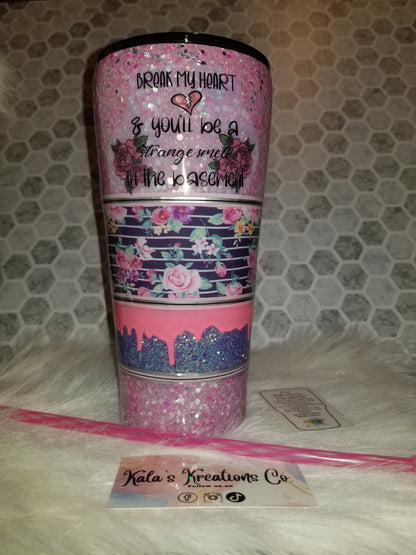 BREAK MY HEART
& you'll be a
strange smell
in the basement
Kala's Kreations Co.
Follow us on